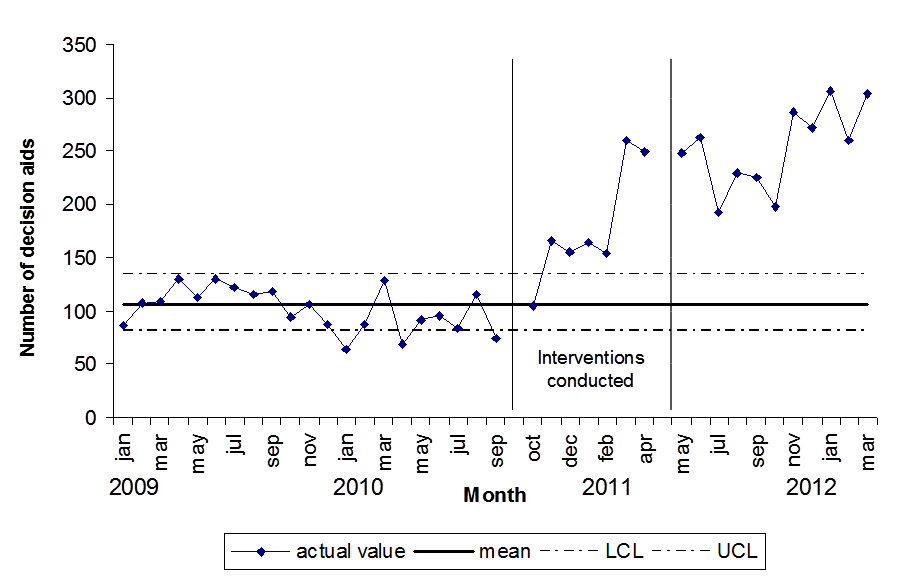 350
300
250
200
150
100
50
0
Number of decision aids
Interventions
conducted
jan mar may jul sep nov jan mar may jul sep oct dec feb apr may jul sep nov jan mar
2009 2010 2011 2012
Month
actual value mean LCL UCL